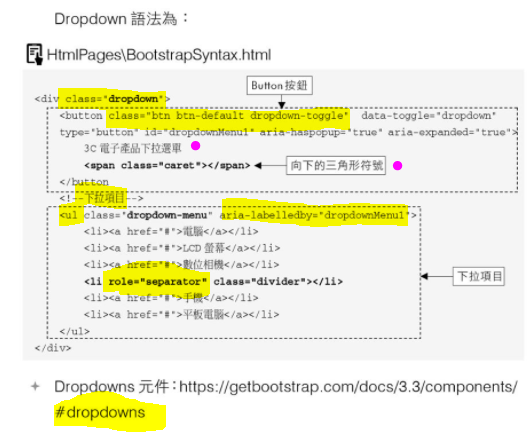 Dropdown 語法為：
HtmlPages\BootstrapSyntax.html
Button 按鈕
<div class="dropdown">
<button class="btn btn-default dropdown-toggle" data-toggle="dropdown"
type="button" id="dropdownMenu1" aria-haspopup="true" aria-expanded="true">
3C 電子產品下拉選單
<span class="caret"></span>
向下的三角形符號
</button
<!--下拉項目-->
<ul class="dropdown-menu" aria-labelledby="dropdownMenu1">
<li><a href="#">電腦</a></li>
<li><a href="#">LCD 螢幕</a></li>
<li><a href="#">數位相機</a></li>
<li role="separator" class="divider"></li>
下拉項目
<li><a href="#">手機</a></li>
<li><a href="#">平板電腦</a></li>
</ul>
</div>
+ Dropdowns 元件：https://getbootstrap.com/docs/3.3/components/
#dropdowns